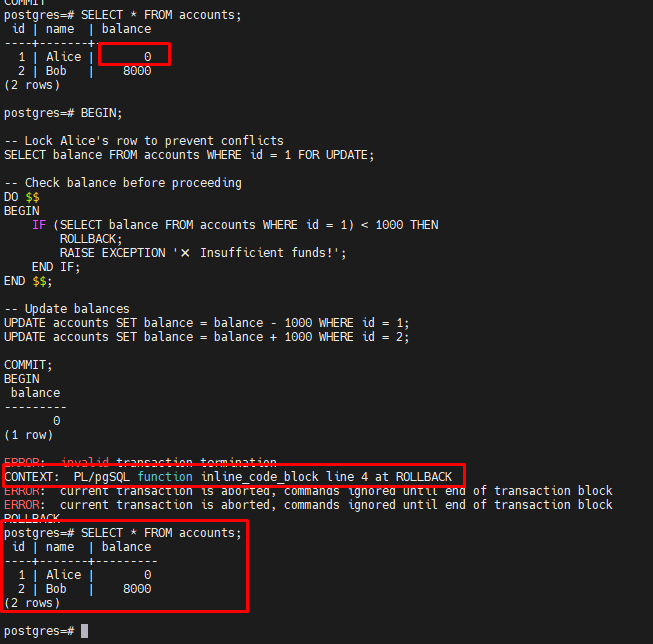 COMMIT
postgres=# SELECT * FROM accounts;
 id | name  | balance
----+-------+-
  1 | Alice |       0
  2 | Bob   |    8000
(2 rows)

postgres=# BEGIN;

-- Lock Alice's row to prevent conflicts
SELECT balance FROM accounts WHERE id = 1 FOR UPDATE;

-- Check balance before proceeding
DO $$
BEGIN
    IF (SELECT balance FROM accounts WHERE id = 1) < 1000 THEN
        ROLLBACK;
        RAISE EXCEPTION '❌ Insufficient funds!';
    END IF;
END $$;

-- Update balances
UPDATE accounts SET balance = balance - 1000 WHERE id = 1;
UPDATE accounts SET balance = balance + 1000 WHERE id = 2;

COMMIT;
BEGIN
 balance
---------
       0
(1 row)

ERROR:  invalid transaction termination
CONTEXT:  PL/pgSQL function inline_code_block line 4 at ROLLBACK
ERROR:  current transaction is aborted, commands ignored until end of transaction block
ERROR:  current transaction is aborted, commands ignored until end of transaction block
ROLLBACK
postgres=# SELECT * FROM accounts;
 id | name  | balance
----+-------+---------
  1 | Alice |       0
  2 | Bob   |    8000
(2 rows)

postgres=#